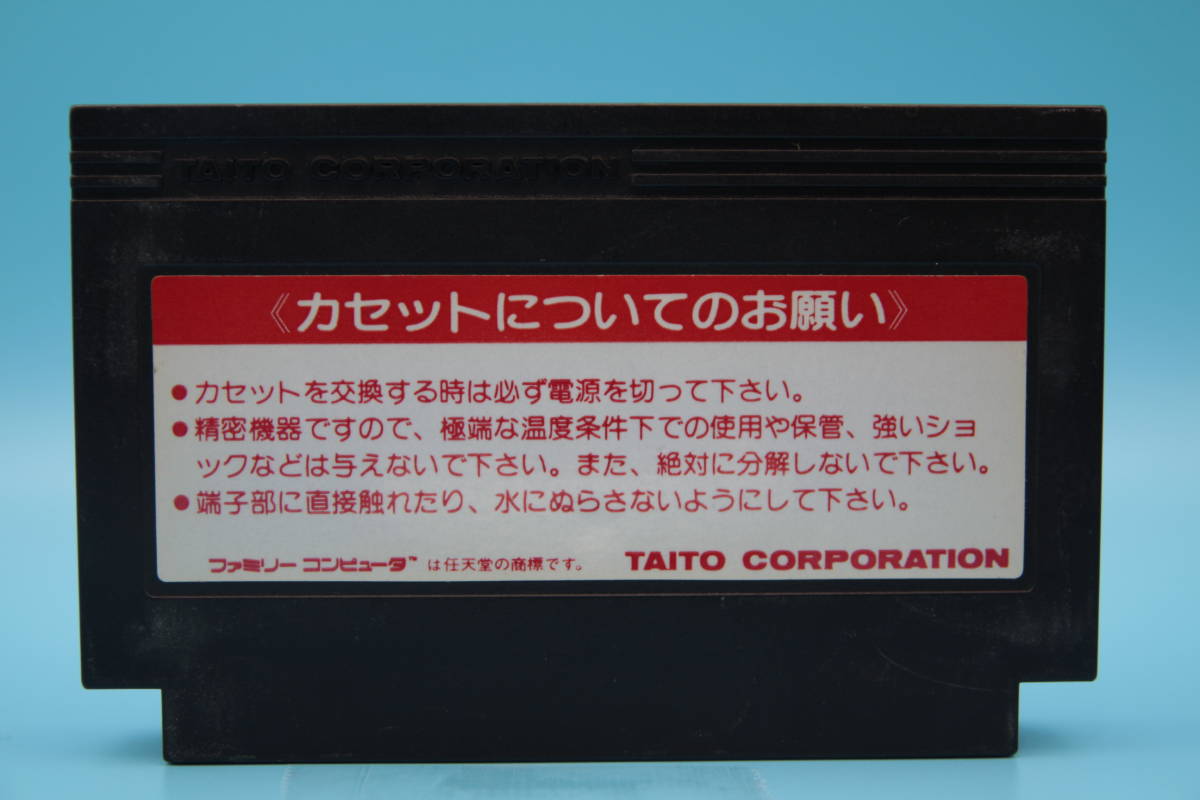 TAITO CORPORATION
《カセットについてのお願い》
●カセットを交換する時は必ず電源を切って下さい。
●精密機器ですので、極端な温度条件下での使用や保管、強いショ
ックなどは与えないで下さい。また、絶対に分解しないで下さい。
●端子部に直接触れたり、水にぬらさないようにして下さい。
ファミリー コンピュータ™は任天堂の商標です。 TAITO CORPORATION